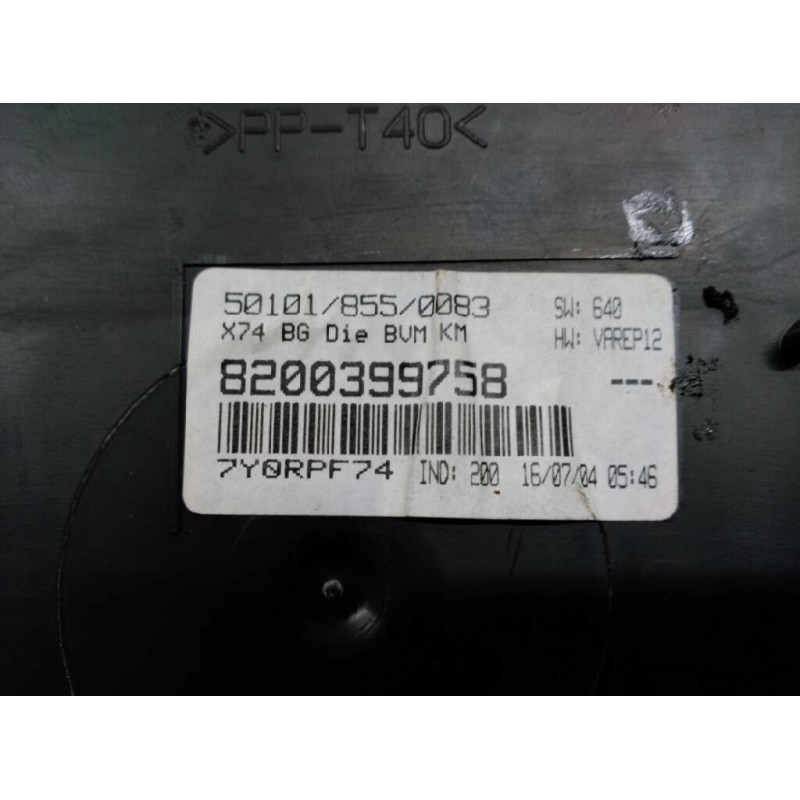 >PP-T40<
50101/855/0083 SW: 640
X74 BG Die BVM KM HW: VAREP12
8200399758 ---
7Y0RPF74 IND: 200 16/07/04 05:46